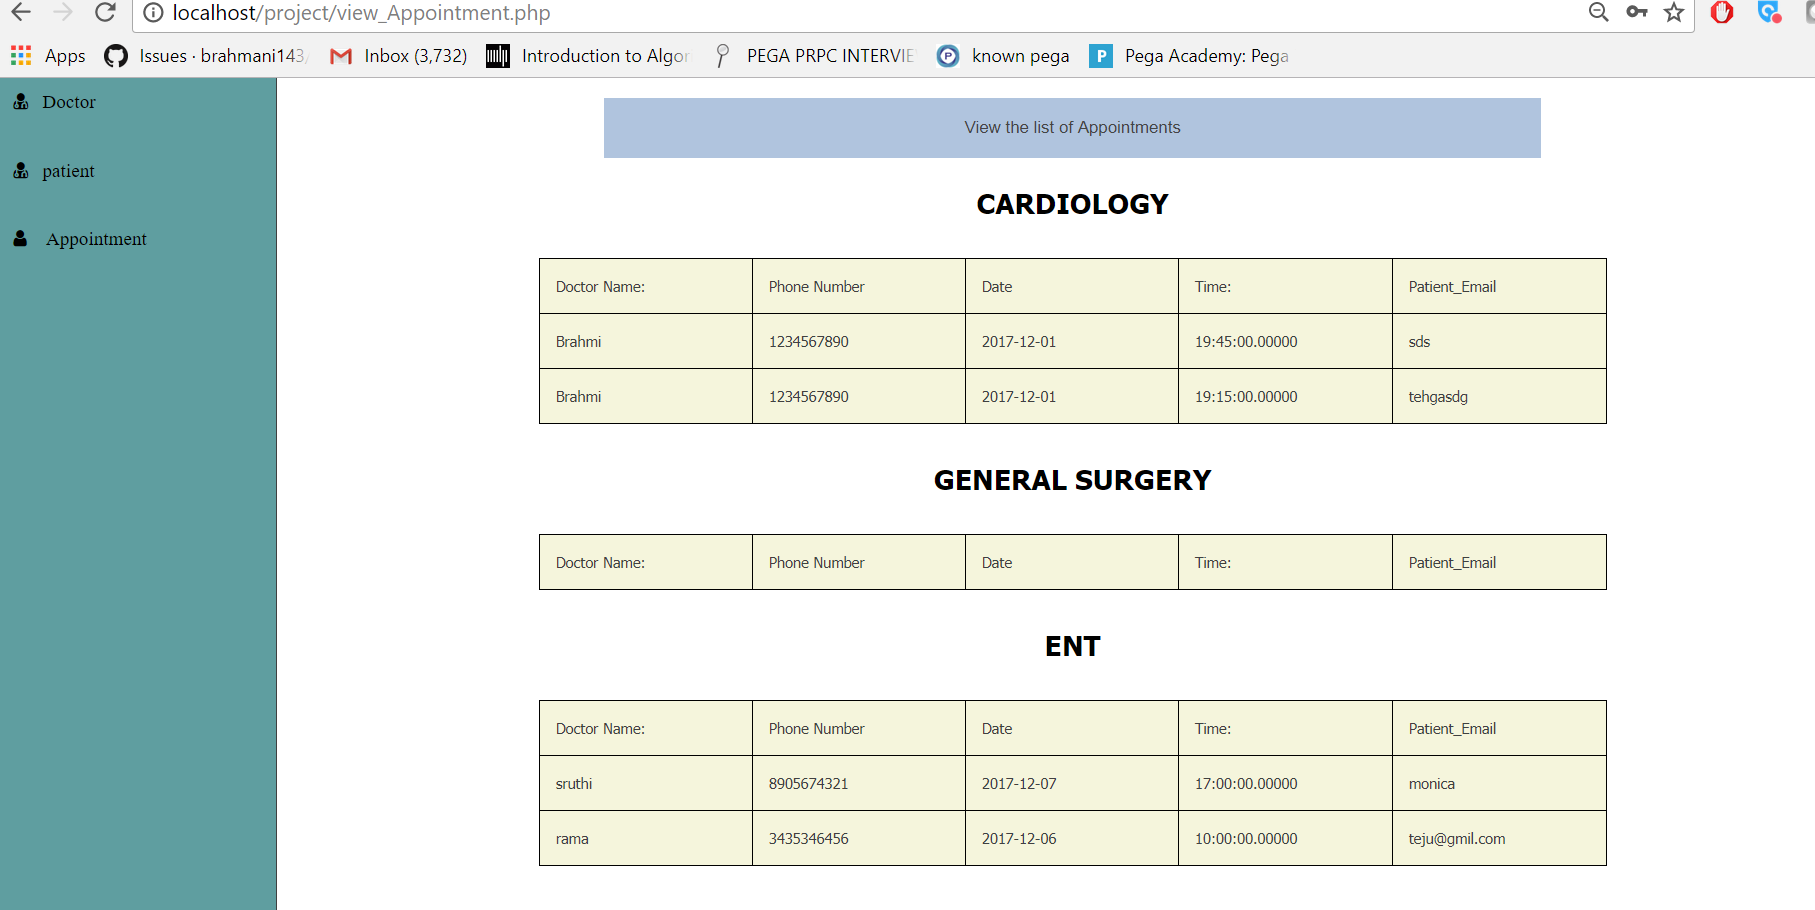 localhost/project/view_Appointment.php
Apps Issues · brahmani143/ Inbox (3,732) Introduction to Algor PEGA PRPC INTERVIE known pega P Pega Academy: Pega
Doctor
patient
Appointment
View the list of Appointments
CARDIOLOGY
Doctor Name: Phone Number Date Time: Patient_Email
Brahmi 1234567890 2017-12-01 19:45:00.00000 sds
Brahmi 1234567890 2017-12-01 19:15:00.00000 tehgasdg
GENERAL SURGERY
Doctor Name: Phone Number Date Time: Patient_Email
ENT
Doctor Name: Phone Number Date Time: Patient_Email
sruthi 8905674321 2017-12-07 17:00:00.00000 monica
rama 3435346456 2017-12-06 10:00:00.00000 teju@gmil.com